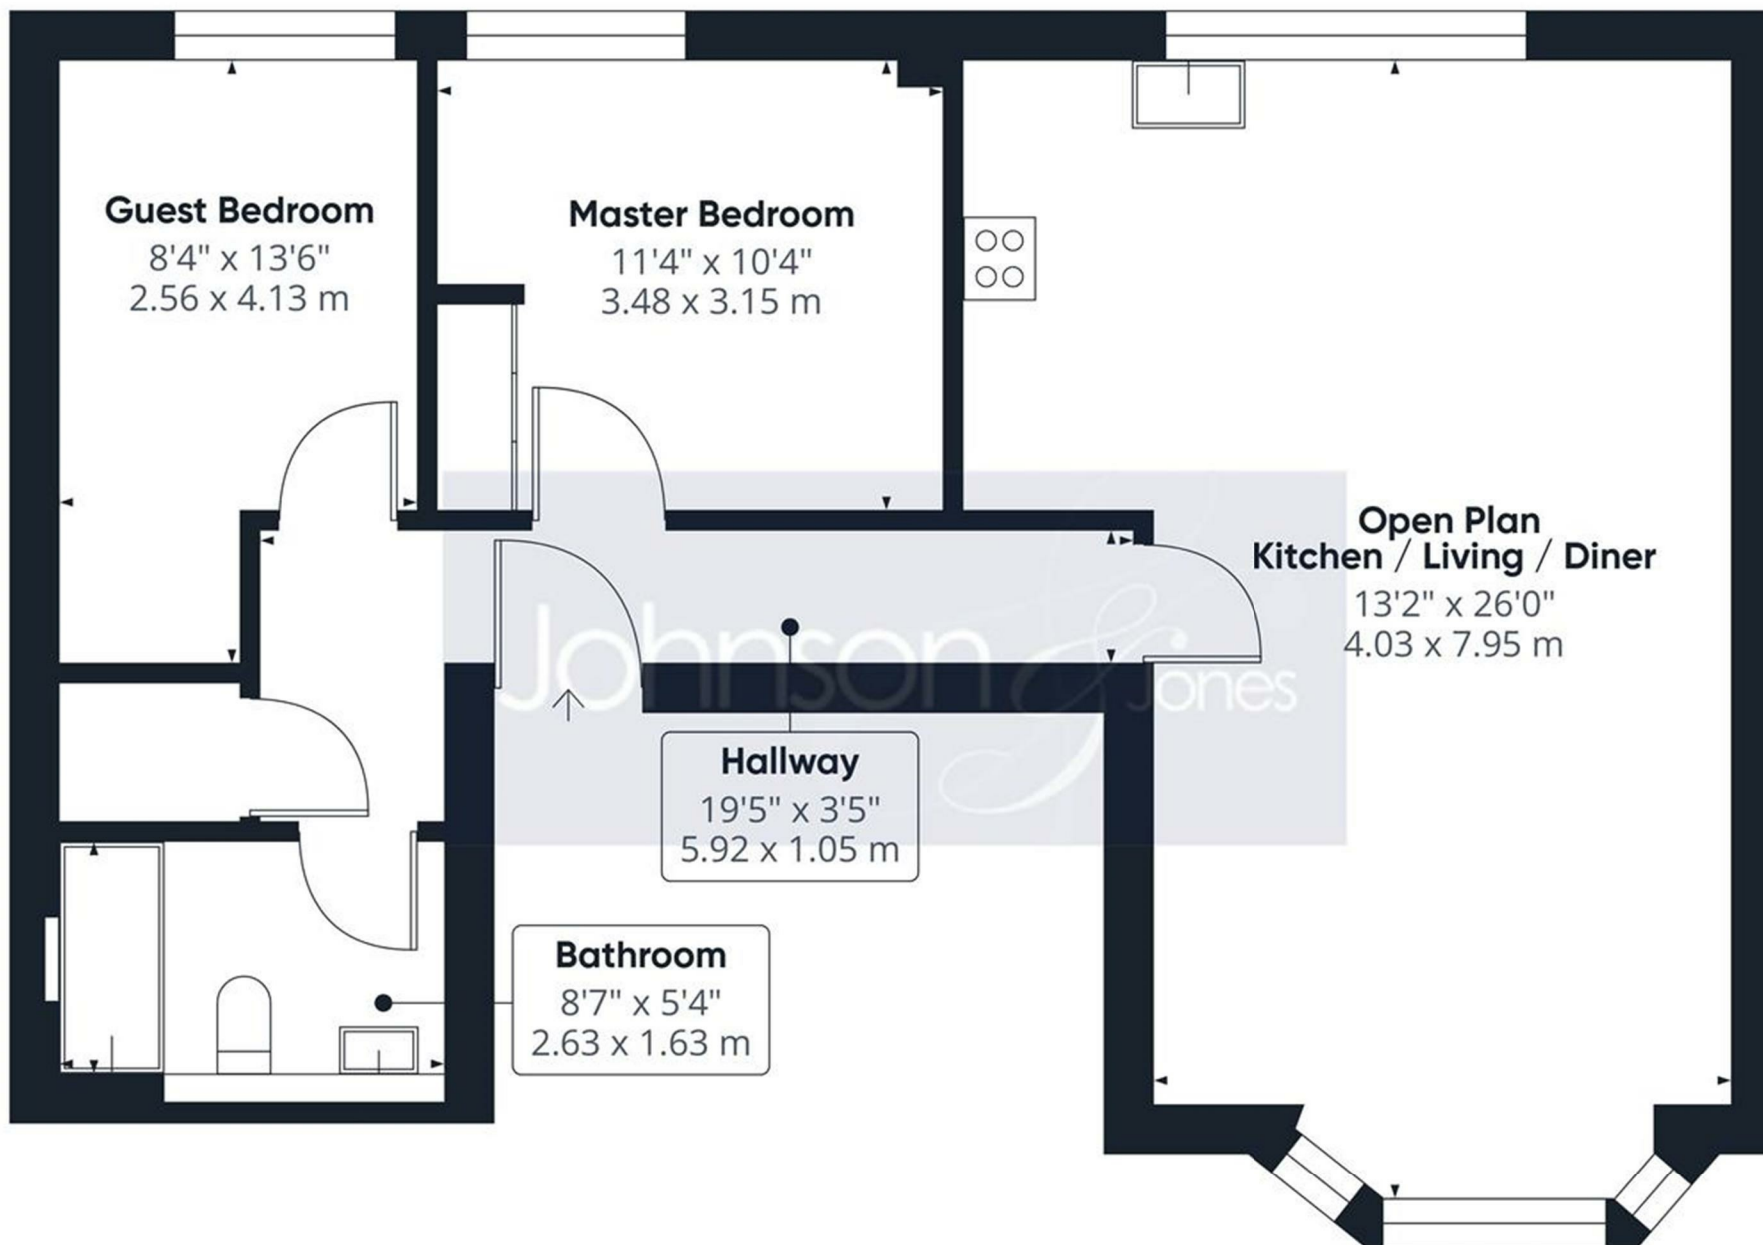 Guest Bedroom
8'4" x 13'6"
2.56 x 4.13 m
Master Bedroom
11'4" x 10'4"
3.48 x 3.15 m
Open Plan
Kitchen / Living / Diner
13'2" x 26'0"
4.03 x 7.95 m
Johnson & Jones
Hallway
19'5" x 3'5"
5.92 x 1.05 m
Bathroom
8'7" x 5'4"
2.63 x 1.63 m